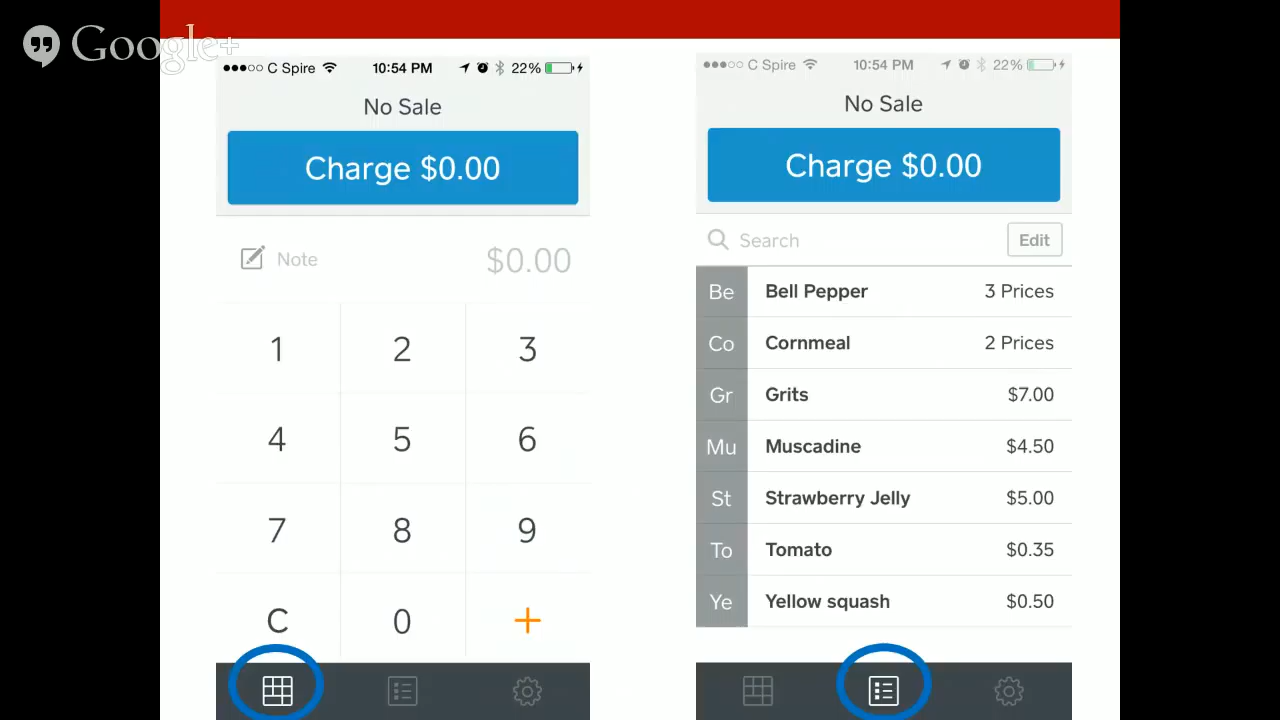 Google+
C Spire 10:54 PM 22%
No Sale
Charge $0.00
Note $0.00
1 2 3
4 5 6
7 8 9
C 0 +
C Spire 10:54 PM 22%
No Sale
Charge $0.00
Search Edit
Be Bell Pepper 3 Prices
Co Cornmeal 2 Prices
Gr Grits $7.00
Mu Muscadine $4.50
St Strawberry Jelly $5.00
To Tomato $0.35
Ye Yellow squash $0.50